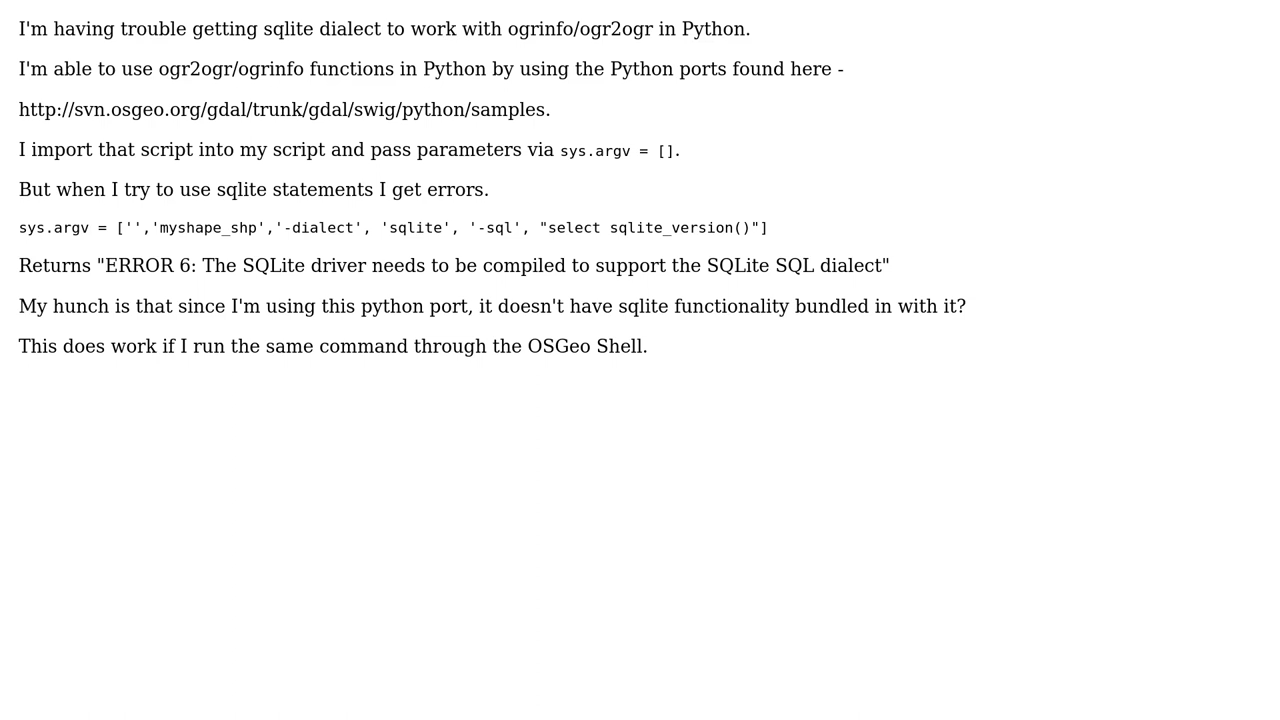 I'm having trouble getting sqlite dialect to work with ogrinfo/ogr2ogr in Python.
I'm able to use ogr2ogr/ogrinfo functions in Python by using the Python ports found here -
http://svn.osgeo.org/gdal/trunk/gdal/swig/python/samples.
I import that script into my script and pass parameters via sys.argv = [].
But when I try to use sqlite statements I get errors.
sys.argv = ['','myshape_shp','-dialect', 'sqlite', '-sql', "select sqlite_version()"]
Returns "ERROR 6: The SQLite driver needs to be compiled to support the SQLite SQL dialect"
My hunch is that since I'm using this python port, it doesn't have sqlite functionality bundled in with it?
This does work if I run the same command through the OSGeo Shell.